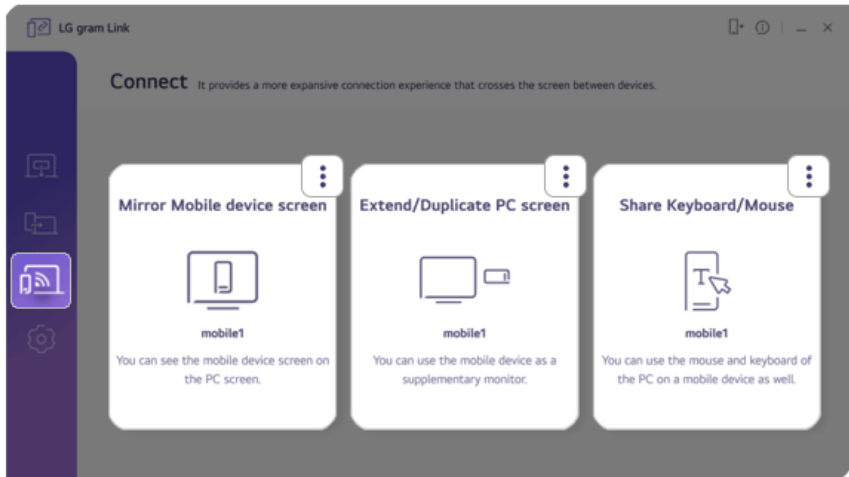 LG gram Link
Connect It provides a more expansive connection experience that crosses the screen between devices.
Mirror Mobile device screen
mobile1
You can see the mobile device screen on
the PC screen.
Extend/Duplicate PC screen
mobile1
You can use the mobile device as a
supplementary monitor.
Share Keyboard/Mouse
T
mobile1
You can use the mouse and keyboard of
the PC on a mobile device as well.